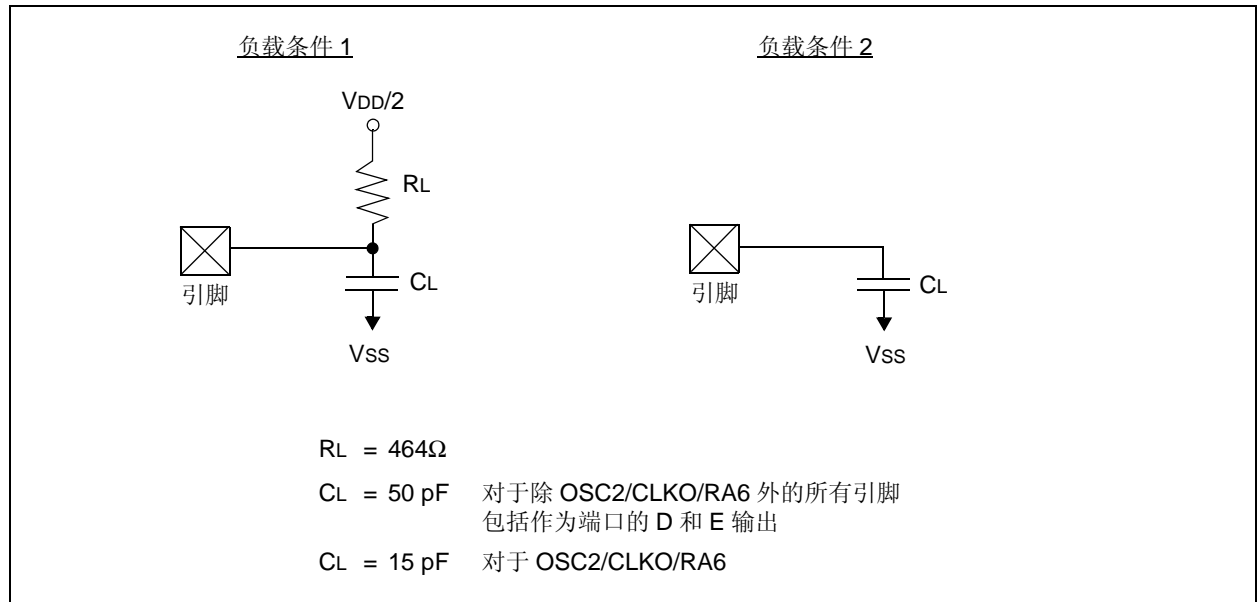 负载条件 1
VDD/2
RL
引脚
CL
VSS
负载条件 2
引脚
CL
VSS
RL = 464Ω
CL = 50 pF 对于除 OSC2/CLKO/RA6 外的所有引脚
包括作为端口的 D 和 E 输出
CL = 15 pF 对于 OSC2/CLKO/RA6